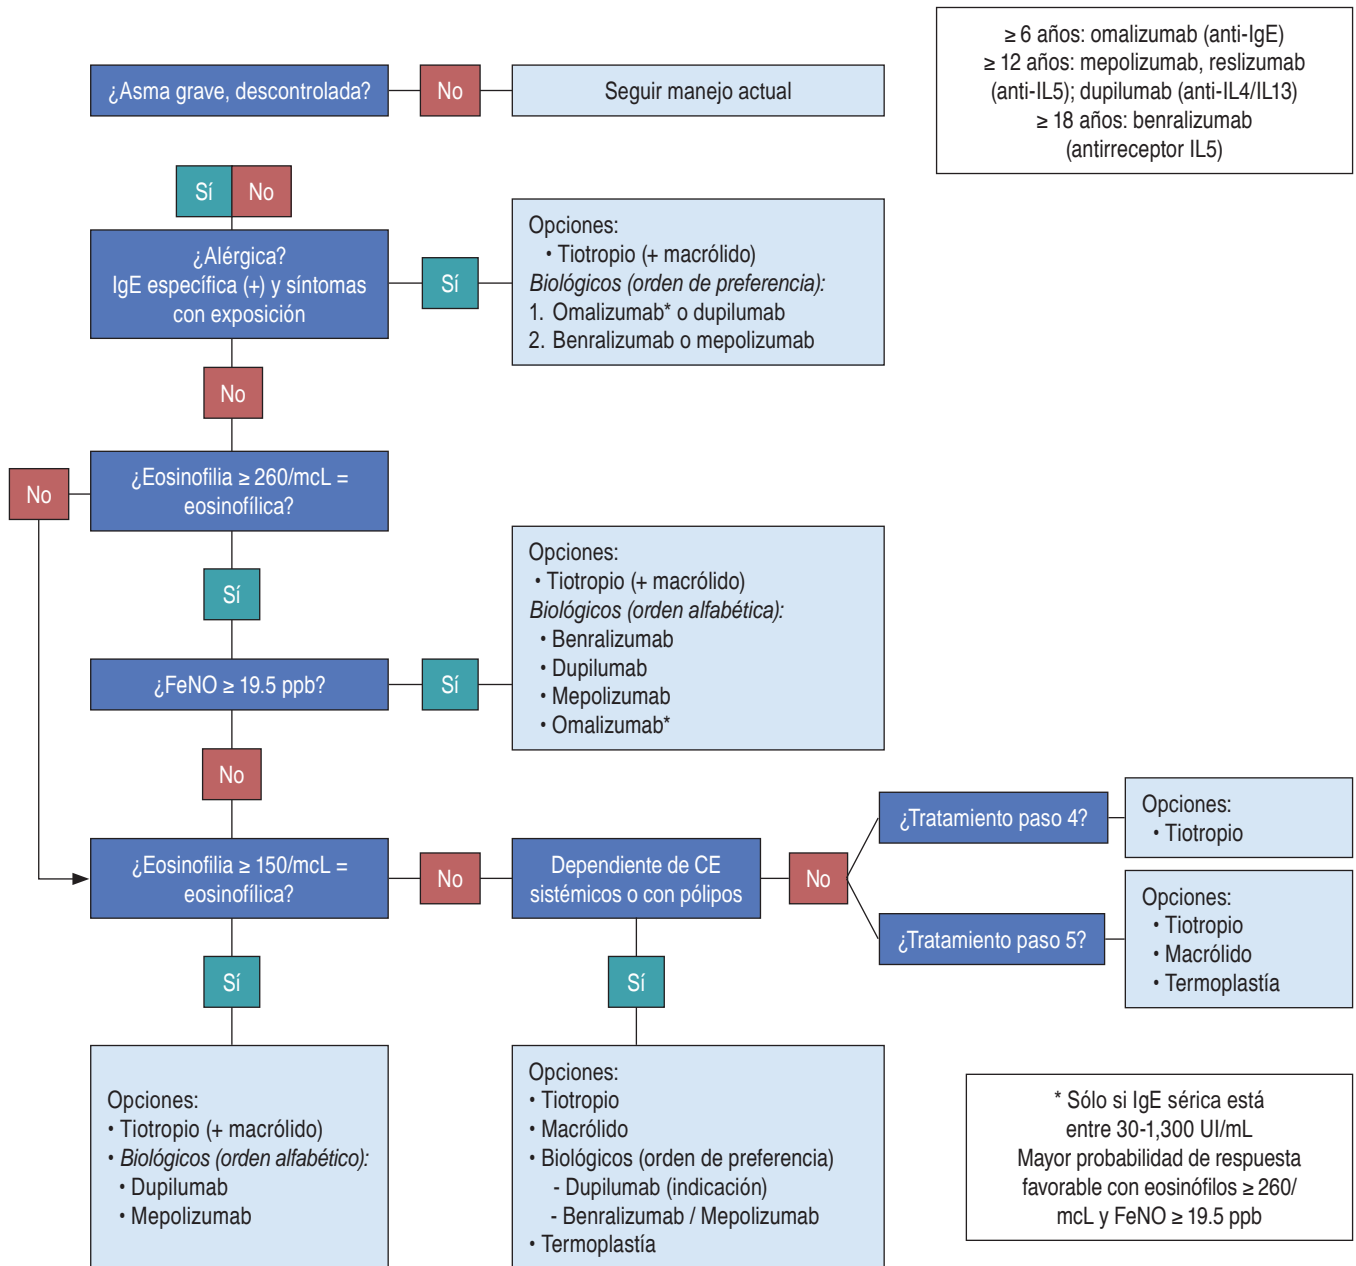 ≥ 6 años: omalizumab (anti-IgE)
≥ 12 años: mepolizumab, reslizumab
(anti-IL5); dupilumab (anti-IL4/IL13)
≥ 18 años: benralizumab
(antirreceptor IL5)
¿Asma grave, descontrolada?
No
Seguir manejo actual
Sí
No
¿Alérgica?
IgE específica (+) y síntomas
con exposición
Sí
Opciones:
• Tiotropio (+ macrólido)
Biológicos (orden de preferencia):
1. Omalizumab* o dupilumab
2. Benralizumab o mepolizumab
No
¿Eosinofilia ≥ 260/mcL =
eosinofílica?
No
Sí
¿FeNO ≥ 19.5 ppb?
Sí
Opciones:
• Tiotropio (+ macrólido)
Biológicos (orden alfabética):
• Benralizumab
• Dupilumab
• Mepolizumab
• Omalizumab*
No
¿Eosinofilia ≥ 150/mcL =
eosinofílica?
No
Dependiente de CE
sistémicos o con pólipos
No
¿Tratamiento paso 4?
Opciones:
• Tiotropio
¿Tratamiento paso 5?
Opciones:
• Tiotropio
• Macrólido
• Termoplastía
Sí
Opciones:
• Tiotropio (+ macrólido)
• Biológicos (orden alfabético):
• Dupilumab
• Mepolizumab
Sí
Opciones:
• Tiotropio
• Macrólido
• Biológicos (orden de preferencia)
- Dupilumab (indicación)
- Benralizumab / Mepolizumab
• Termoplastía
* Sólo si IgE sérica está
entre 30-1,300 UI/mL
Mayor probabilidad de respuesta
favorable con eosinófilos ≥ 260/
mcL y FeNO ≥ 19.5 ppb